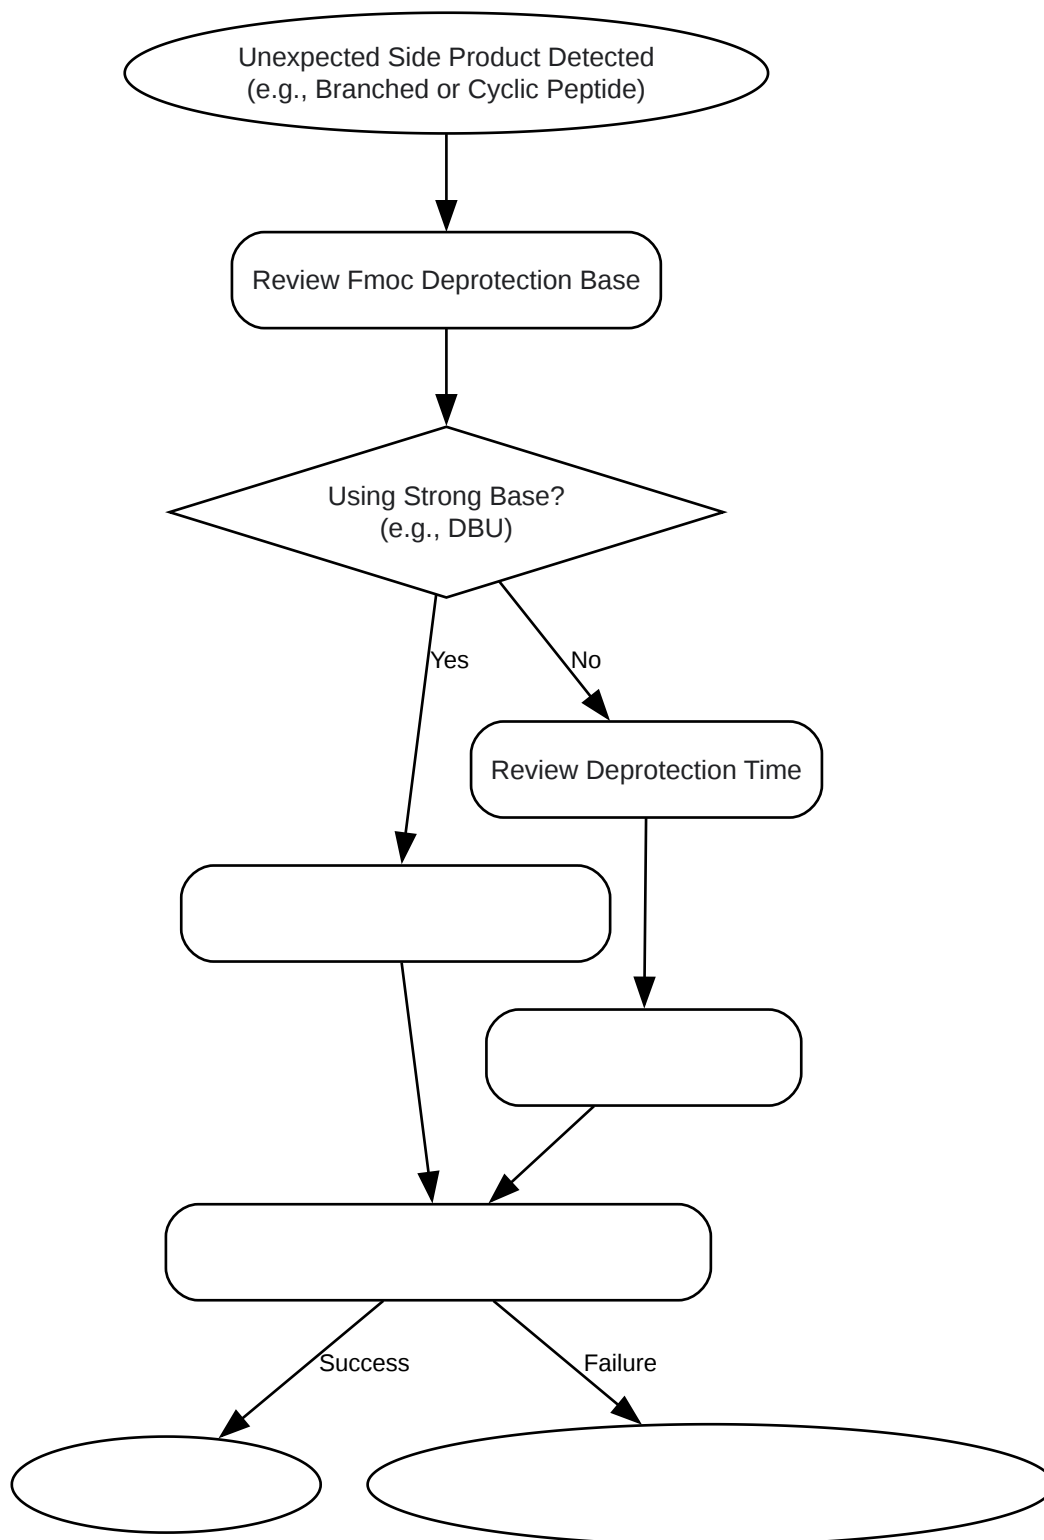 Unexpected Side Product Detected
(e.g., Branched or Cyclic Peptide)
Review Fmoc Deprotection Base
Using Strong Base?
(e.g., DBU)
Yes
No
Review Deprotection Time
Success
Failure